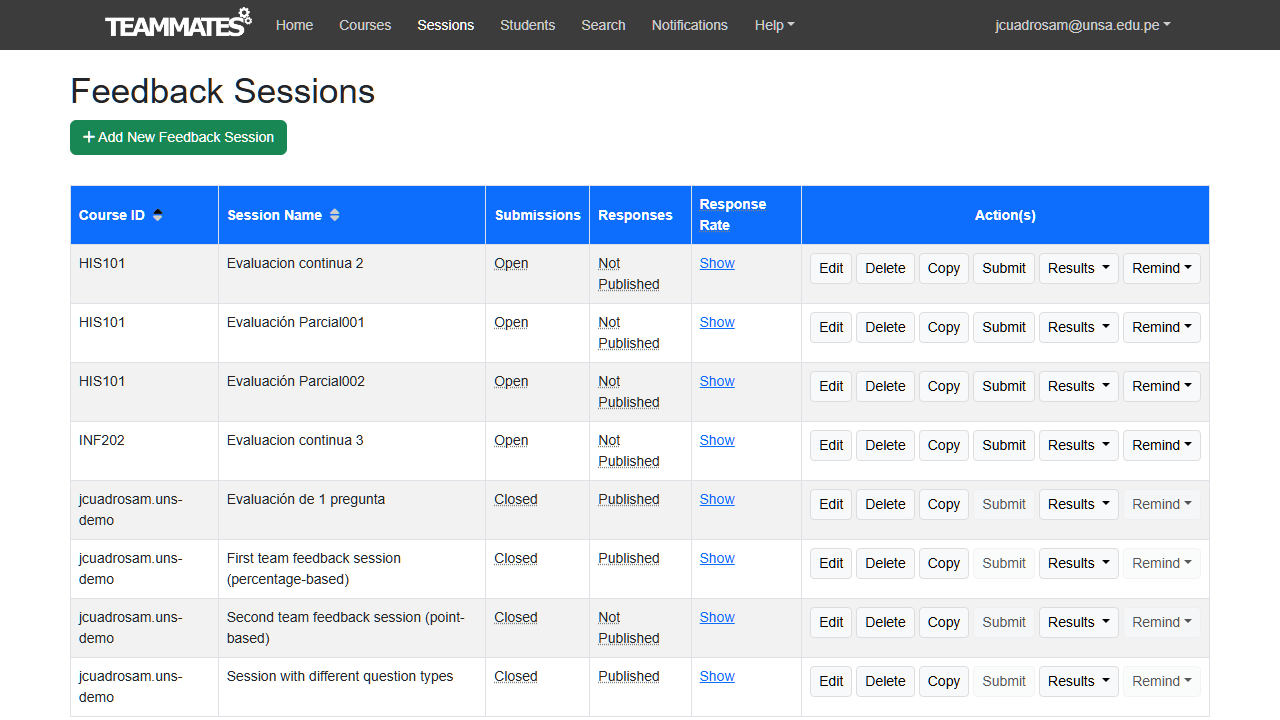 TEAMMATES Home Courses Sessions Students Search Notifications Help jcuadrosam@unsa.edu.pe
Feedback Sessions
+ Add New Feedback Session
Course ID Session Name Submissions Responses Response Rate Action(s)
HIS101 Evaluacion continua 2 Open Not Published Show Edit Delete Copy Submit Results Remind
HIS101 Evaluación Parcial001 Open Not Published Show Edit Delete Copy Submit Results Remind
HIS101 Evaluación Parcial002 Open Not Published Show Edit Delete Copy Submit Results Remind
INF202 Evaluacion continua 3 Open Not Published Show Edit Delete Copy Submit Results Remind
jcuadrosam.uns-demo Evaluación de 1 pregunta Closed Published Show Edit Delete Copy Submit Results Remind
jcuadrosam.uns-demo First team feedback session (percentage-based) Closed Published Show Edit Delete Copy Submit Results Remind
jcuadrosam.uns-demo Second team feedback session (point-based) Closed Not Published Show Edit Delete Copy Submit Results Remind
jcuadrosam.uns-demo Session with different question types Closed Published Show Edit Delete Copy Submit Results Remind